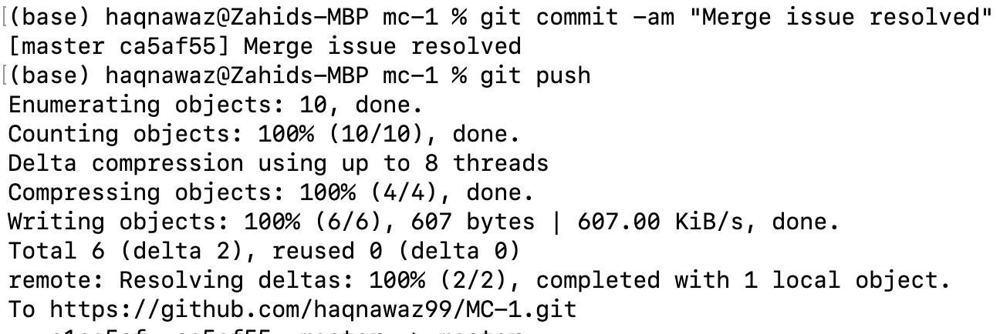 [(base) haqnawaz@Zahids-MBP mc-1 % git commit -am "Merge issue resolved"
[master ca5af55] Merge issue resolved
[(base) haqnawaz@Zahids-MBP mc-1 % git push
Enumerating objects: 10, done.
Counting objects: 100% (10/10), done.
Delta compression using up to 8 threads
Compressing objects: 100% (4/4), done.
Writing objects: 100% (6/6), 607 bytes | 607.00 KiB/s, done.
Total 6 (delta 2), reused 0 (delta 0)
remote: Resolving deltas: 100% (2/2), completed with 1 local object.
To https://github.com/haqnawaz99/MC-1.git